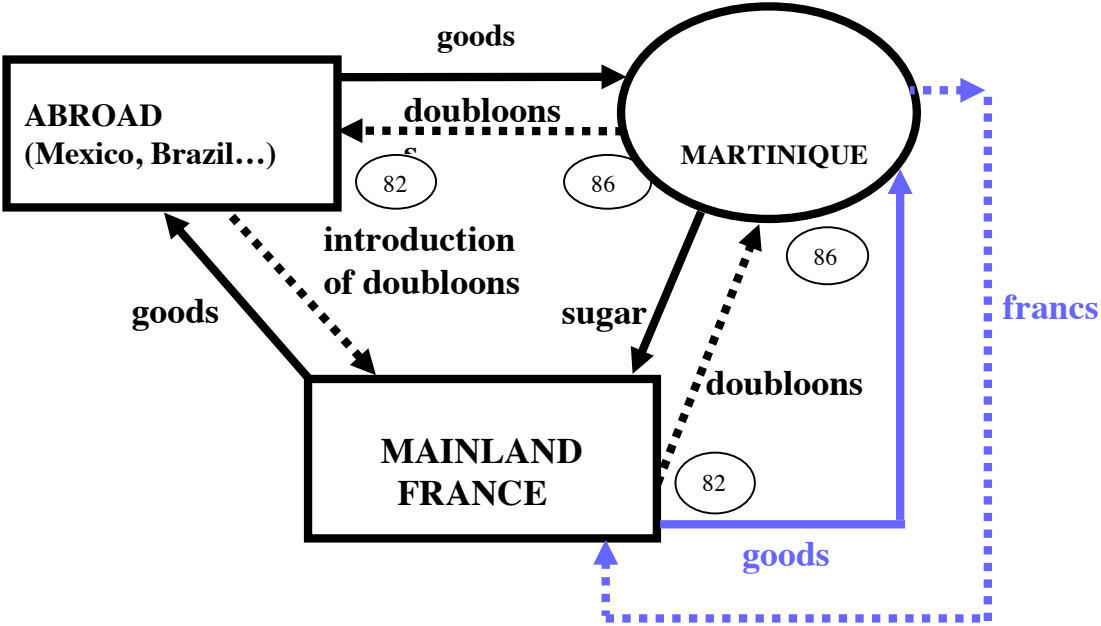 goods
ABROAD
(Mexico, Brazil…)
doubloons
MARTINIQUE
82
86
introduction
of doubloons
86
goods
sugar
francs
doubloons
MAINLAND
FRANCE
82
goods